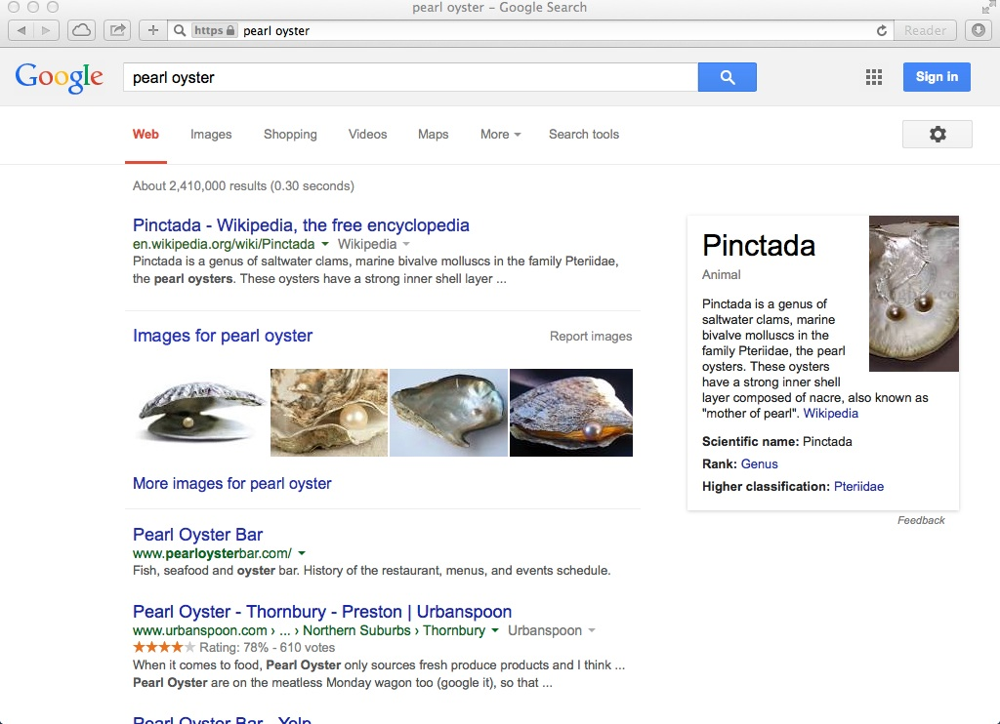 pearl oyster – Google Search
https pearl oyster
Reader
Google
pearl oyster
Sign in
Web Images Shopping Videos Maps More Search tools
About 2,410,000 results (0.30 seconds)
Pinctada - Wikipedia, the free encyclopedia
en.wikipedia.org/wiki/Pinctada Wikipedia
Pinctada is a genus of saltwater clams, marine bivalve molluscs in the family Pteriidae,
the pearl oysters. These oysters have a strong inner shell layer ...
Images for pearl oyster
Report images
More images for pearl oyster
Pearl Oyster Bar
www.pearloysterbar.com/
Fish, seafood and oyster bar. History of the restaurant, menus, and events schedule.
Pearl Oyster - Thornbury - Preston | Urbanspoon
www.urbanspoon.com › ... › Northern Suburbs › Thornbury Urbanspoon
Rating: 78% - 610 votes
When it comes to food, Pearl Oyster only sources fresh produce products and I think ...
Pearl Oyster are on the meatless Monday wagon too (google it), so that ...
Pearl Oyster Bar - Yelp
Pinctada
Animal
Pinctada is a genus of
saltwater clams, marine
bivalve molluscs in the
family Pteriidae, the pearl
oysters. These oysters
have a strong inner shell
layer composed of nacre, also known as
"mother of pearl". Wikipedia
Scientific name: Pinctada
Rank: Genus
Higher classification: Pteriidae
Feedback